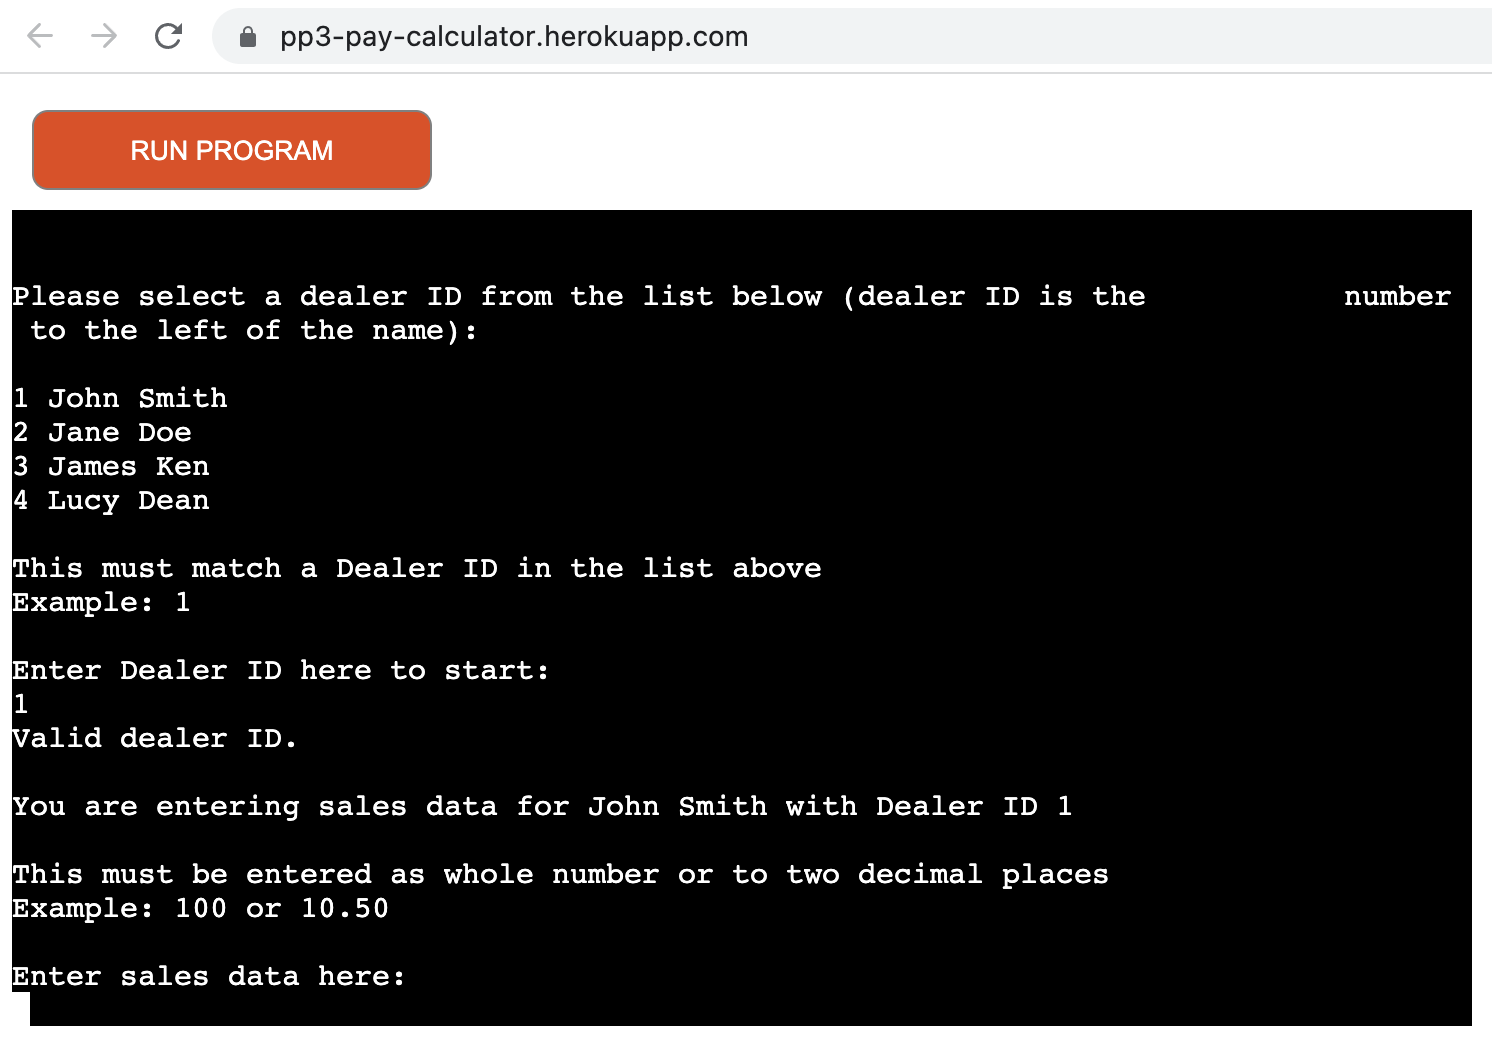 pp3-pay-calculator.herokuapp.com
RUN PROGRAM
Please select a dealer ID from the list below (dealer ID is the           number
 to the left of the name):
1 John Smith
2 Jane Doe
3 James Ken
4 Lucy Dean
This must match a Dealer ID in the list above
Example: 1
Enter Dealer ID here to start:
1
Valid dealer ID.
You are entering sales data for John Smith with Dealer ID 1
This must be entered as whole number or to two decimal places
Example: 100 or 10.50
Enter sales data here: